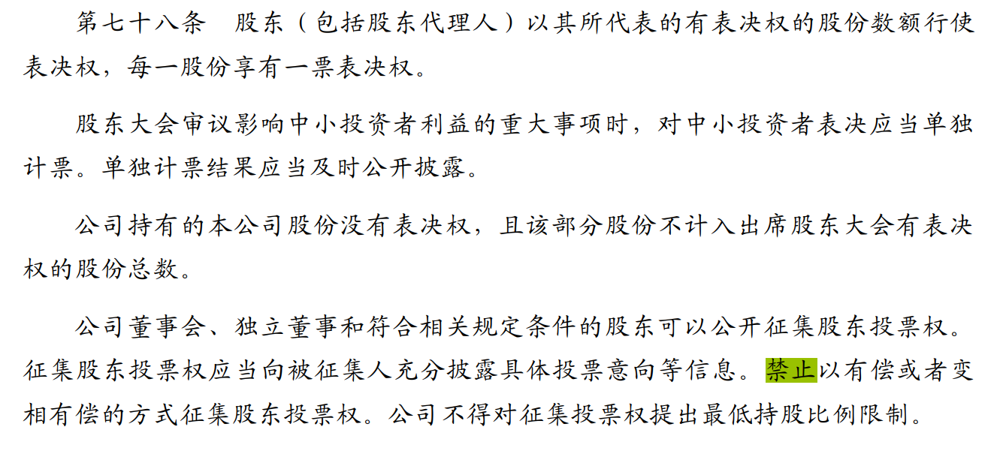 第七十八条　股东（包括股东代理人）以其所代表的有表决权的股份数额行使
表决权，每一股份享有一票表决权。
股东大会审议影响中小投资者利益的重大事项时，对中小投资者表决应当单独
计票。单独计票结果应当及时公开披露。
公司持有的本公司股份没有表决权，且该部分股份不计入出席股东大会有表决
权的股份总数。
公司董事会、独立董事和符合相关规定条件的股东可以公开征集股东投票权。
征集股东投票权应当向被征集人充分披露具体投票意向等信息。禁止以有偿或者变
相有偿的方式征集股东投票权。公司不得对征集投票权提出最低持股比例限制。